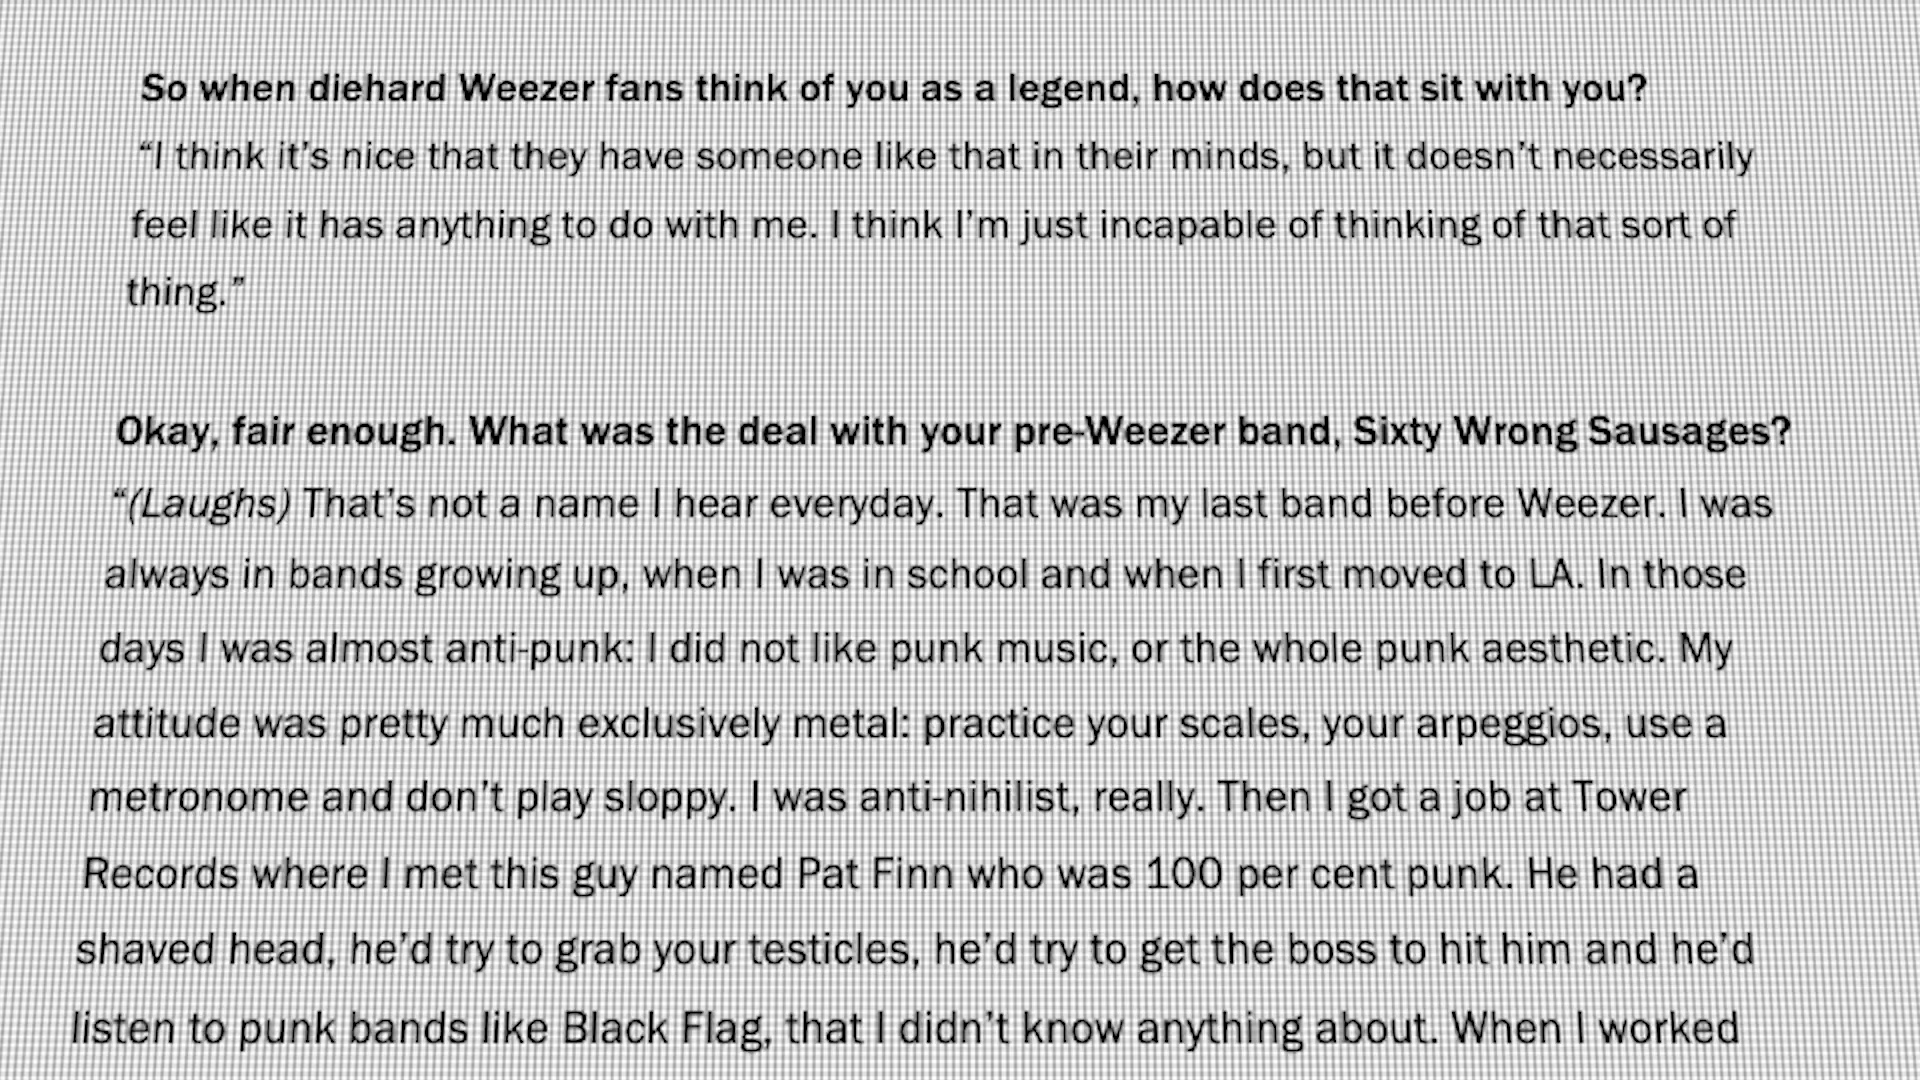 So when diehard Weezer fans think of you as a legend, how does that sit with you?
“I think it’s nice that they have someone like that in their minds, but it doesn’t necessarily
feel like it has anything to do with me. I think I’m just incapable of thinking of that sort of
thing.”
Okay, fair enough. What was the deal with your pre-Weezer band, Sixty Wrong Sausages?
“(Laughs) That’s not a name I hear everyday. That was my last band before Weezer. I was
always in bands growing up, when I was in school and when I first moved to LA. In those
days I was almost anti-punk: I did not like punk music, or the whole punk aesthetic. My
attitude was pretty much exclusively metal: practice your scales, your arpeggios, use a
metronome and don’t play sloppy. I was anti-nihilist, really. Then I got a job at Tower
Records where I met this guy named Pat Finn who was 100 per cent punk. He had a
shaved head, he’d try to grab your testicles, he’d try to get the boss to hit him and he’d
listen to punk bands like Black Flag, that I didn’t know anything about. When I worked